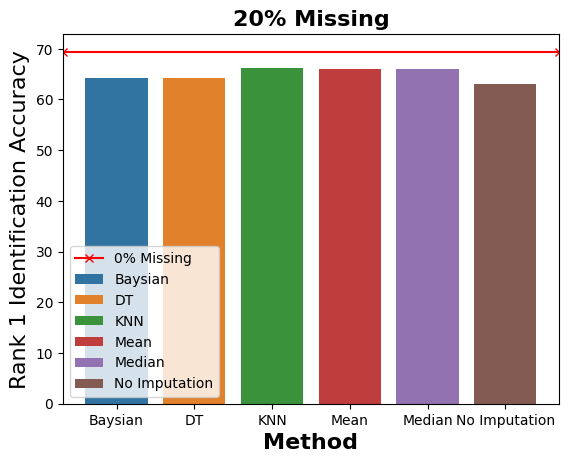 20% Missing
Rank 1 Identification Accuracy
70
60
50
40
30
20
10
0
0% Missing
Baysian
DT
KNN
Mean
Median
No Imputation
Baysian DT KNN Mean Median No Imputation
Method